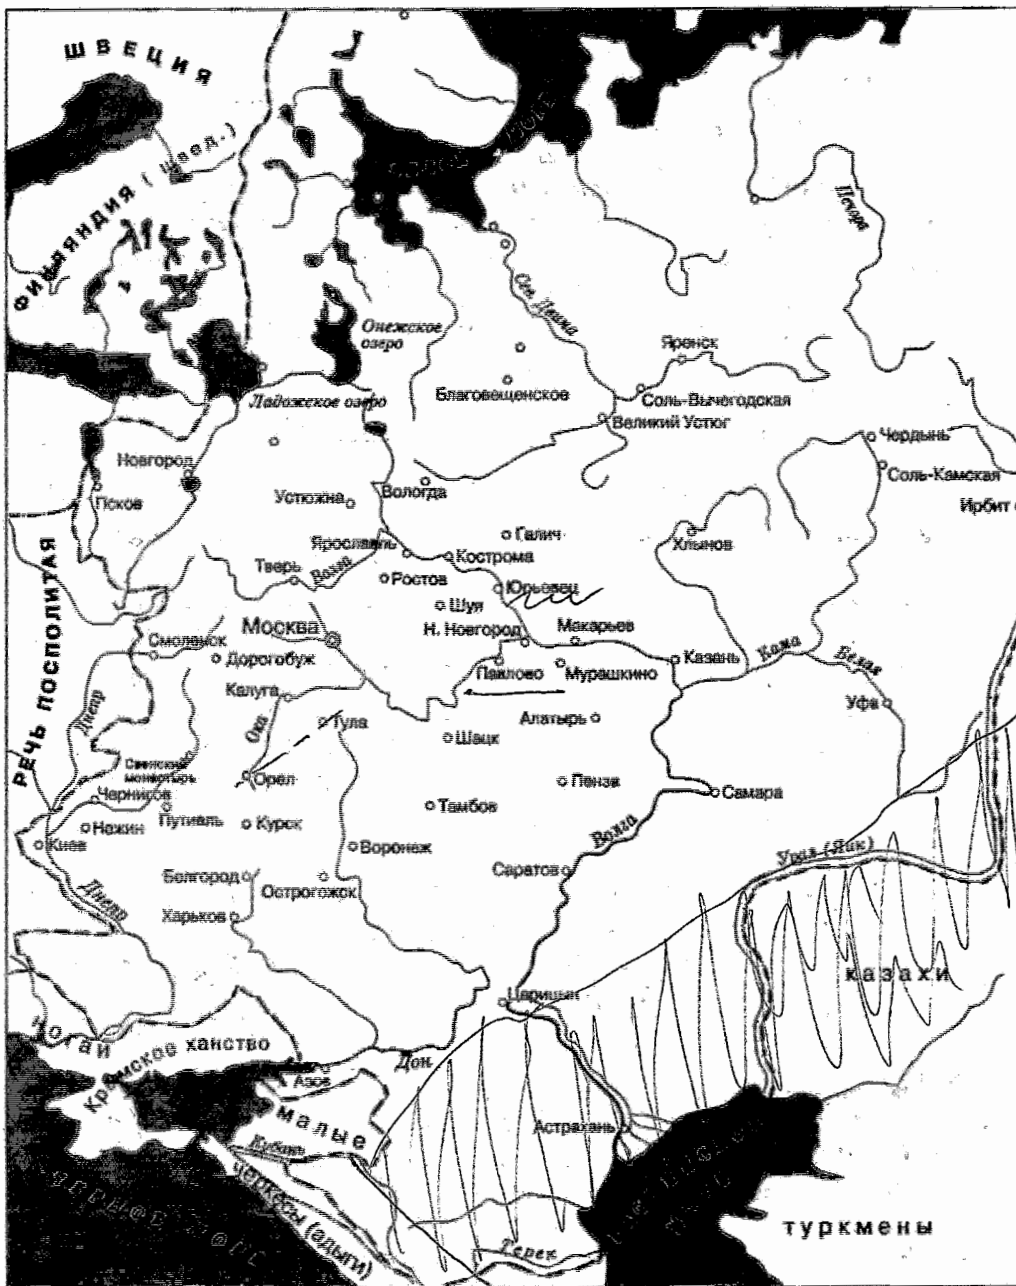 ШВЕЦИЯ
ФИНЛЯНДИЯ (швед.)
Печора
Сев. Двина
Онежское
озеро
Яренск
Ладожское озеро
Благовещенское
Соль-Вычегодская
Великий Устюг
Чердынь
Новгород
Соль-Камская
Псков
Устюжна
Вологда
Ирбит
Галич
Хлынов
Ярославль
Кострома
РЕЧЬ ПОСПОЛИТАЯ
Тверь
Волга
Ростов
Юрьевец
Шуя
Москва
Н. Новгород
Макарьев
Смоленск
Дорогобуж
Павлово
Мурашкино
Казань
Кама
Белая
Калуга
Уфа
Днепр
Ока
Тула
Алатырь
Шацк
Свенский
монастырь
Орел
Пенза
Чернигов
Тамбов
Самара
Нежин
Путивль
Курск
Волга
Киев
Воронеж
Урал (Яик)
Белгород
Острогожск
Саратов
Днепр
Харьков
казахи
Царицын
Ногаи
Крымское ханство
Дон
Азов
малые
Астрахань
Кубань
черкесы (адыги)
Терек
туркмены